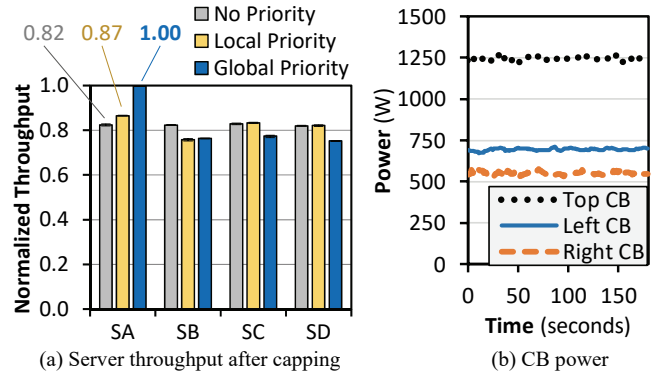 0.82 0.87 1.00
No Priority
Local Priority
Global Priority
Normalized Throughput
1.0
0.8
0.6
0.4
0.2
0.0
SA SB SC SD
(a) Server throughput after capping
Power (W)
1500
1250
1000
750
500
250
0
Top CB
Left CB
Right CB
0 50 100 150
Time (seconds)
(b) CB power